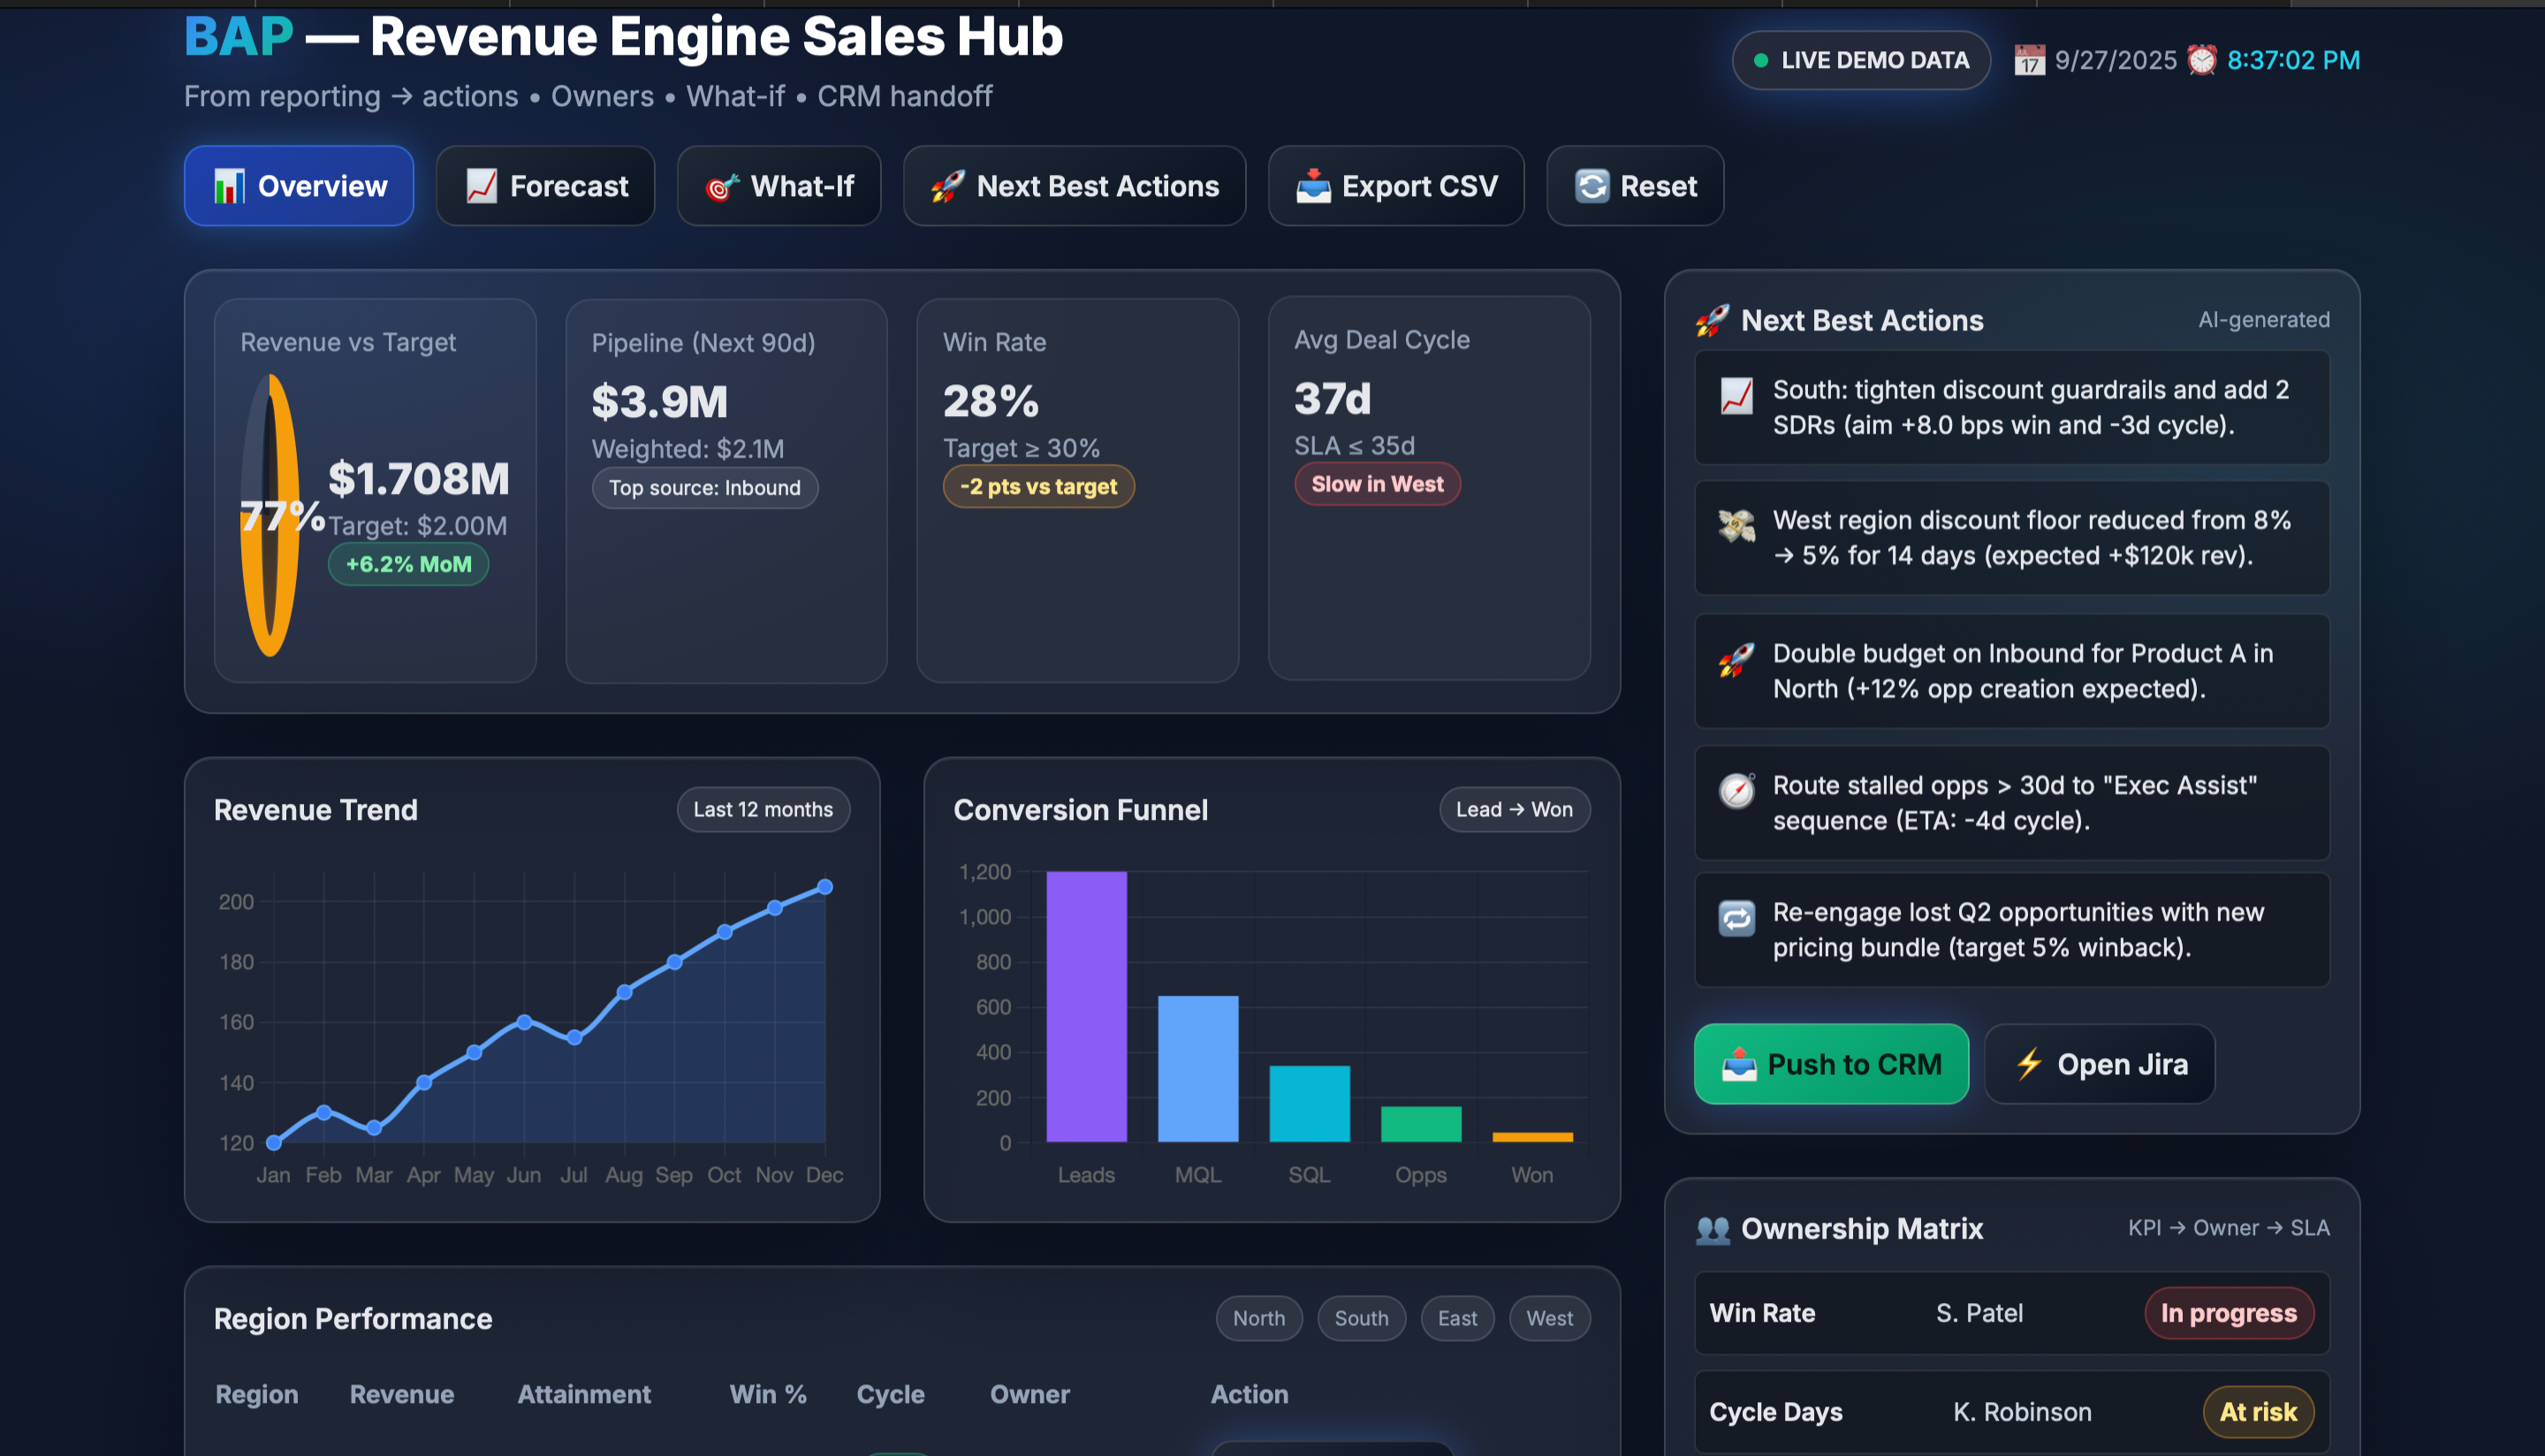 BAP — Revenue Engine Sales Hub
From reporting → actions • Owners • What-if • CRM handoff
LIVE DEMO DATA
JUL
17
9/27/2025
8:37:02 PM
Overview
Forecast
What-If
Next Best Actions
Export CSV
Reset
Revenue vs Target
77%
$1.708M
Target: $2.00M
+6.2% MoM
Pipeline (Next 90d)
$3.9M
Weighted: $2.1M
Top source: Inbound
Win Rate
28%
Target ≥ 30%
-2 pts vs target
Avg Deal Cycle
37d
SLA ≤ 35d
Slow in West
Revenue Trend
Last 12 months
200
180
160
140
120
Jan Feb Mar Apr May Jun Jul Aug Sep Oct Nov Dec
Conversion Funnel
Lead → Won
1,200
1,000
800
600
400
200
0
Leads MQL SQL Opps Won
Region Performance
North
South
East
West
Region Revenue Attainment Win % Cycle Owner Action
Next Best Actions
AI-generated
South: tighten discount guardrails and add 2
SDRs (aim +8.0 bps win and -3d cycle).
West region discount floor reduced from 8%
→ 5% for 14 days (expected +$120k rev).
Double budget on Inbound for Product A in
North (+12% opp creation expected).
Route stalled opps > 30d to "Exec Assist"
sequence (ETA: -4d cycle).
Re-engage lost Q2 opportunities with new
pricing bundle (target 5% winback).
Push to CRM
Open Jira
Ownership Matrix
KPI → Owner → SLA
Win Rate S. Patel In progress
Cycle Days K. Robinson At risk